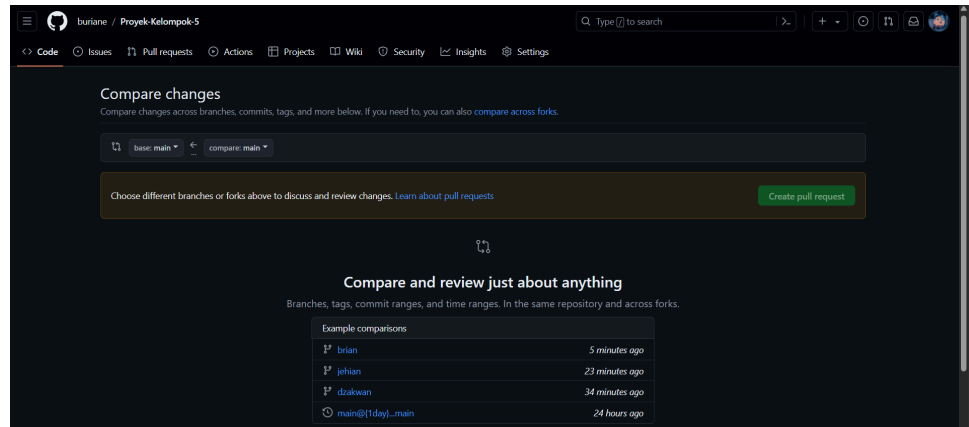 buriane / Proyek-Kelompok-5
Type / to search
Code Issues Pull requests Actions Projects Wiki Security Insights Settings
Compare changes
Compare changes across branches, commits, tags, and more below. If you need to, you can also compare across forks.
base: main ← compare: main
...
Choose different branches or forks above to discuss and review changes. Learn about pull requests
Create pull request
Compare and review just about anything
Branches, tags, commit ranges, and time ranges. In the same repository and across forks.
Example comparisons
brian 5 minutes ago
jehian 23 minutes ago
dzakwan 34 minutes ago
main@{1day}...main 24 hours ago